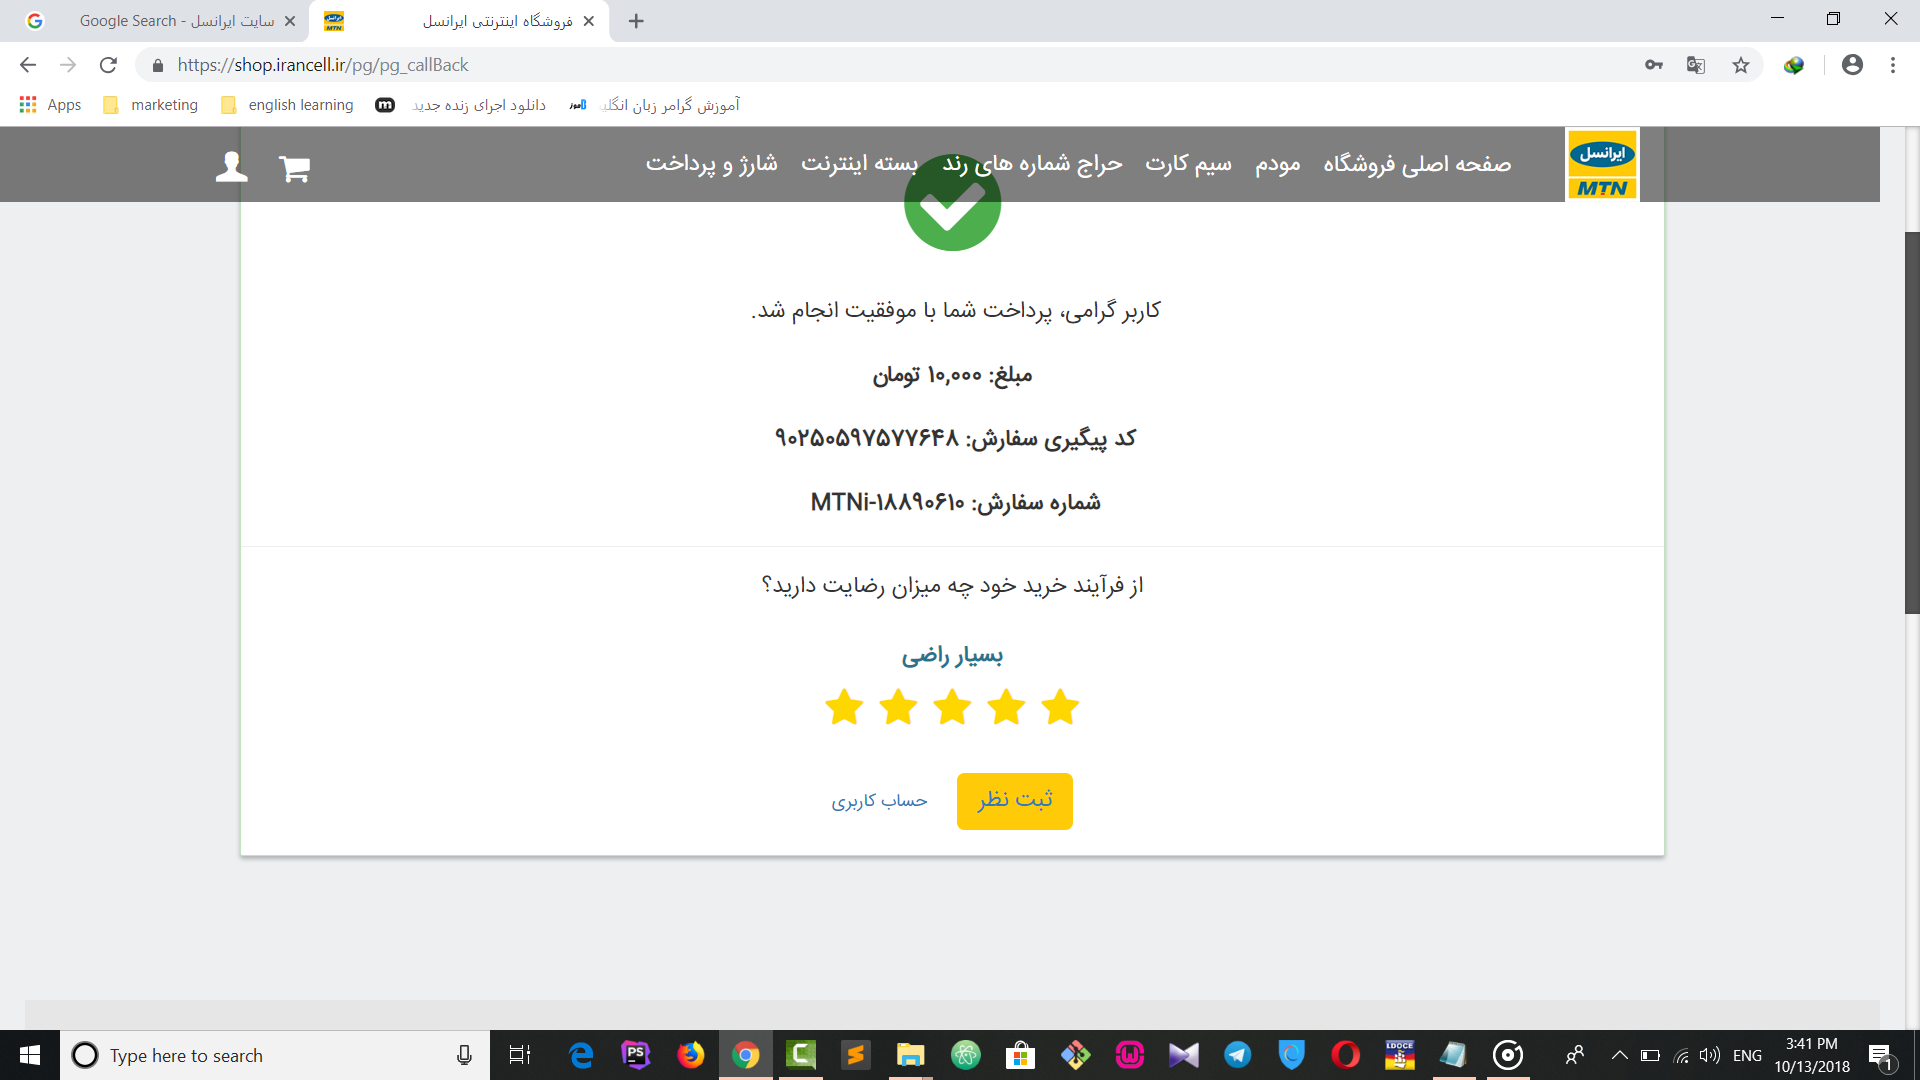 سایت ایرانسل - Google Search
فروشگاه اینترنتی ایرانسل
https://shop.irancell.ir/pg/pg_callBack
Apps
marketing
english learning
m
دانلود اجرای زنده جدید
آموزش گرامر زبان انگلی
ایرانسل
MTN
صفحه اصلی فروشگاه
مودم
سیم کارت
حراج شماره های رند
بسته اینترنت
شارژ و پرداخت
کاربر گرامی، پرداخت شما با موفقیت انجام شد.
مبلغ: ۱۰,۰۰۰ تومان
کد پیگیری سفارش: ۹۰۲۵۰۵۹۷۵۷۷۶۴۸
شماره سفارش: MTNi-۱۸۸۹۰۶۱۰
از فرآیند خرید خود چه میزان رضایت دارید؟
بسیار راضی
ثبت نظر
حساب کاربری
Type here to search
PS
LDOCE
ENG
3:41 PM
10/13/2018
1